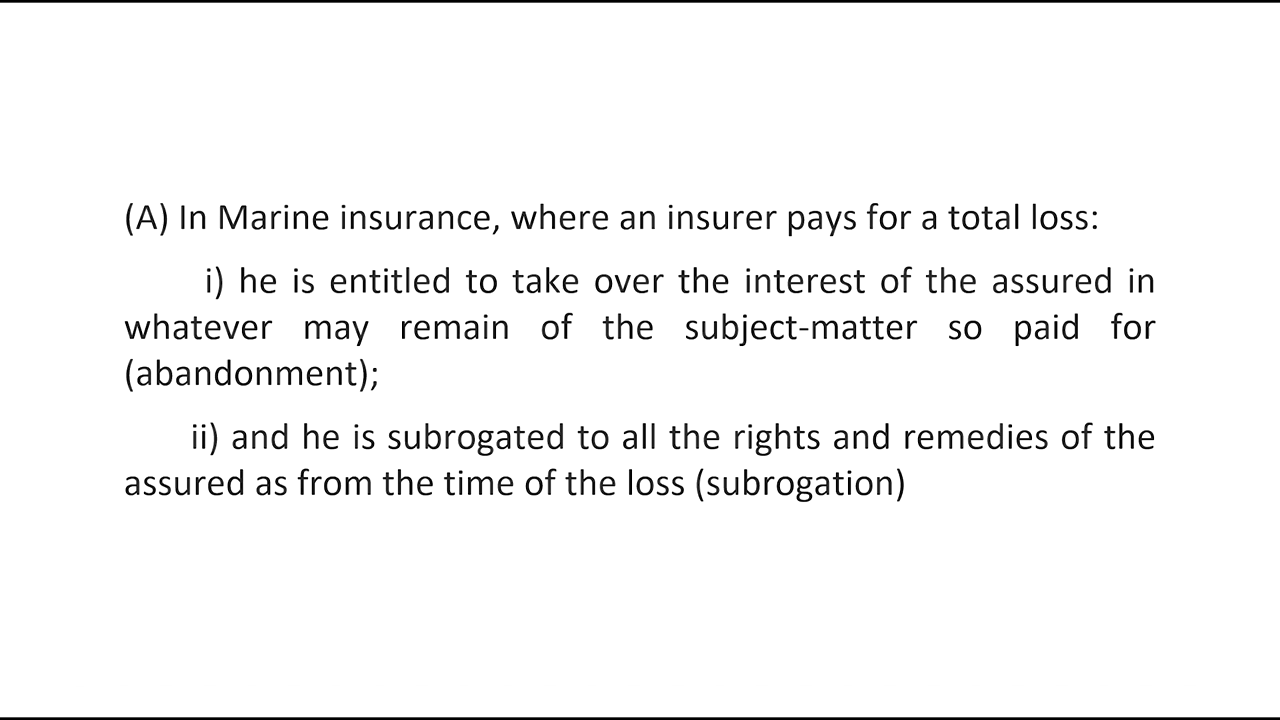 (A) In Marine insurance, where an insurer pays for a total loss:
i) he is entitled to take over the interest of the assured in
whatever may remain of the subject-matter so paid for
(abandonment);
ii) and he is subrogated to all the rights and remedies of the
assured as from the time of the loss (subrogation)